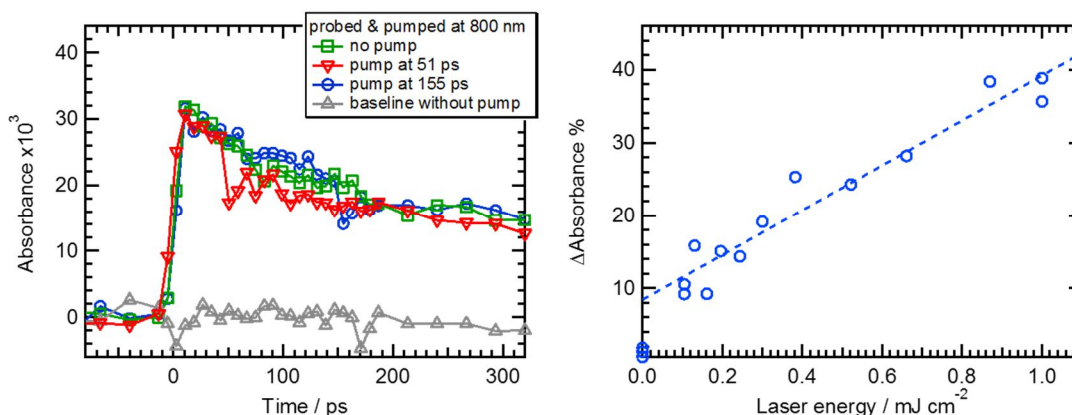 probed & pumped at 800 nm
no pump
pump at 51 ps
pump at 155 ps
baseline without pump
40
30
20
10
0
Absorbance x10³
0
100
200
300
Time / ps
40
30
20
10
ΔAbsorbance %
0.0
0.2
0.4
0.6
0.8
1.0
Laser energy / mJ cm⁻²